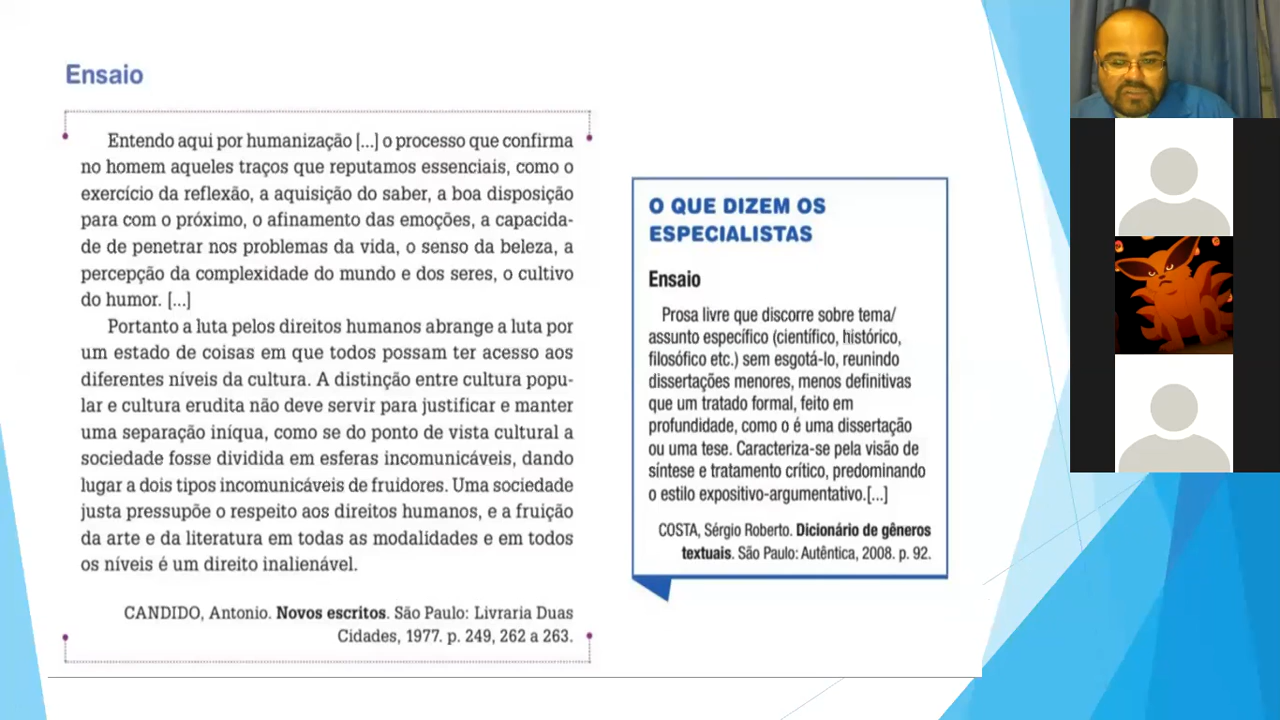 Ensaio
Entendo aqui por humanização [...] o processo que confirma
no homem aqueles traços que reputamos essenciais, como o
exercício da reflexão, a aquisição do saber, a boa disposição
para com o próximo, o afinamento das emoções, a capacida-
de de penetrar nos problemas da vida, o senso da beleza, a
percepção da complexidade do mundo e dos seres, o cultivo
do humor. [...]
Portanto a luta pelos direitos humanos abrange a luta por
um estado de coisas em que todos possam ter acesso aos
diferentes níveis da cultura. A distinção entre cultura popu-
lar e cultura erudita não deve servir para justificar e manter
uma separação iníqua, como se do ponto de vista cultural a
sociedade fosse dividida em esferas incomunicáveis, dando
lugar a dois tipos incomunicáveis de fruidores. Uma sociedade
justa pressupõe o respeito aos direitos humanos, e a fruição
da arte e da literatura em todas as modalidades e em todos
os níveis é um direito inalienável.
CANDIDO, Antonio. Novos escritos. São Paulo: Livraria Duas
Cidades, 1977. p. 249, 262 a 263.
O QUE DIZEM OS
ESPECIALISTAS
Ensaio
Prosa livre que discorre sobre tema/
assunto específico (científico, histórico,
filosófico etc.) sem esgotá-lo, reunindo
dissertações menores, menos definitivas
que um tratado formal, feito em
profundidade, como o é uma dissertação
ou uma tese. Caracteriza-se pela visão de
síntese e tratamento crítico, predominando
o estilo expositivo-argumentativo.[...]
COSTA, Sérgio Roberto. Dicionário de gêneros
textuais. São Paulo: Autêntica, 2008. p. 92.